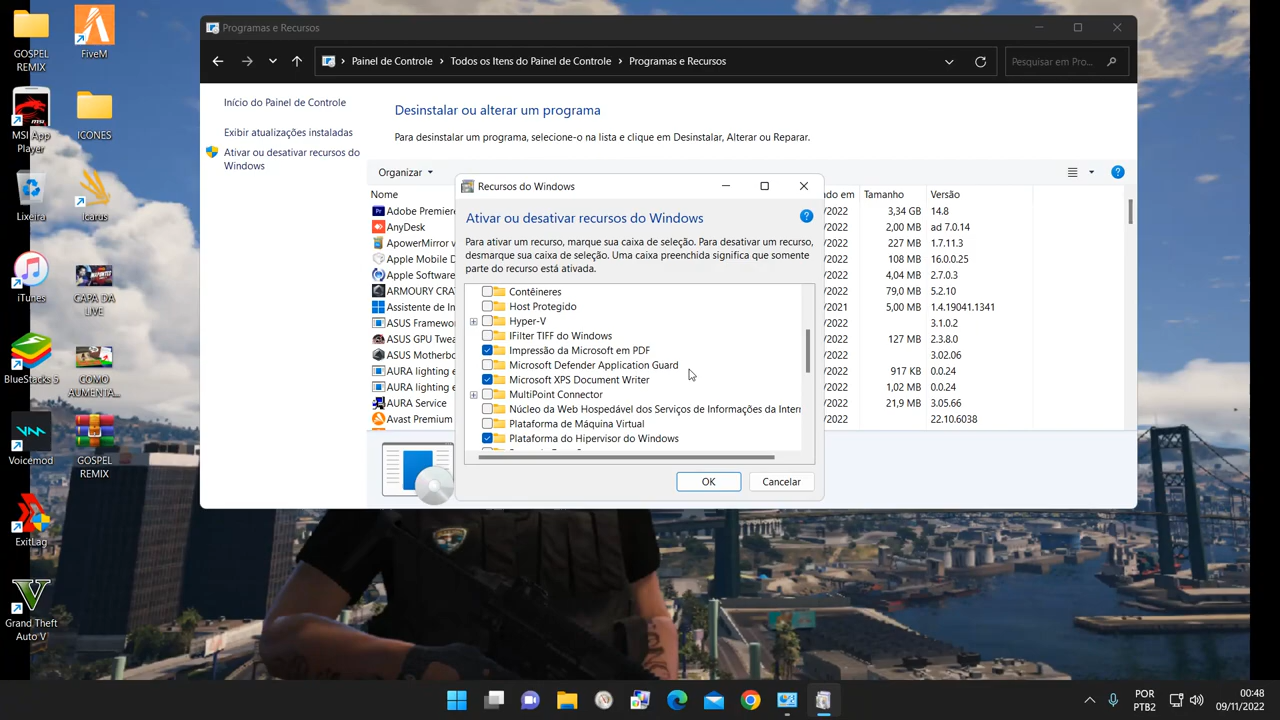 GOSPEL
REMIX
FiveM
MSI App
Player
ICONES
Lixeira
Icarus
iTunes
CAPA DA
LIVE
BlueStacks 5
COMO
AUMENTA...
Voicemod
GOSPEL
REMIX
ExitLag
Grand Theft
Auto V
Programas e Recursos
Painel de Controle
Todos os Itens do Painel de Controle
Programas e Recursos
Pesquisar em Pro...
Início do Painel de Controle
Exibir atualizações instaladas
Ativar ou desativar recursos do
Windows
Desinstalar ou alterar um programa
Para desinstalar um programa, selecione-o na lista e clique em Desinstalar, Alterar ou Reparar.
Organizar
Nome
do em
Tamanho
Versão
Adobe Premiere
/2022 3,34 GB 14.8
AnyDesk
/2022 2,00 MB ad 7.0.14
ApowerMirror
/2022 227 MB 1.7.11.3
Apple Mobile D
/2022 108 MB 16.0.0.25
Apple Software
/2022 4,04 MB 2.7.0.3
ARMOURY CRA
/2022 79,0 MB 5.2.10
Assistente de In
/2021 5,00 MB 1.4.19041.1341
ASUS Framewor
/2022 3.1.0.2
ASUS GPU Twea
/2022 127 MB 2.3.8.0
ASUS Motherbo
/2022 3.02.06
AURA lighting e
/2022 917 KB 0.0.24
AURA lighting e
/2022 1,02 MB 0.0.24
AURA Service
/2022 21,9 MB 3.05.66
Avast Premium
/2022 22.10.6038
Recursos do Windows
Ativar ou desativar recursos do Windows
Para ativar um recurso, marque sua caixa de seleção. Para desativar um recurso,
desmarque sua caixa de seleção. Uma caixa preenchida significa que somente
parte do recurso está ativada.
Contêineres
Host Protegido
Hyper-V
IFilter TIFF do Windows
Impressão da Microsoft em PDF
Microsoft Defender Application Guard
Microsoft XPS Document Writer
MultiPoint Connector
Núcleo da Web Hospedável dos Serviços de Informações da Inter
Plataforma de Máquina Virtual
Plataforma do Hipervisor do Windows
OK
Cancelar
POR
PTB2
00:48
09/11/2022